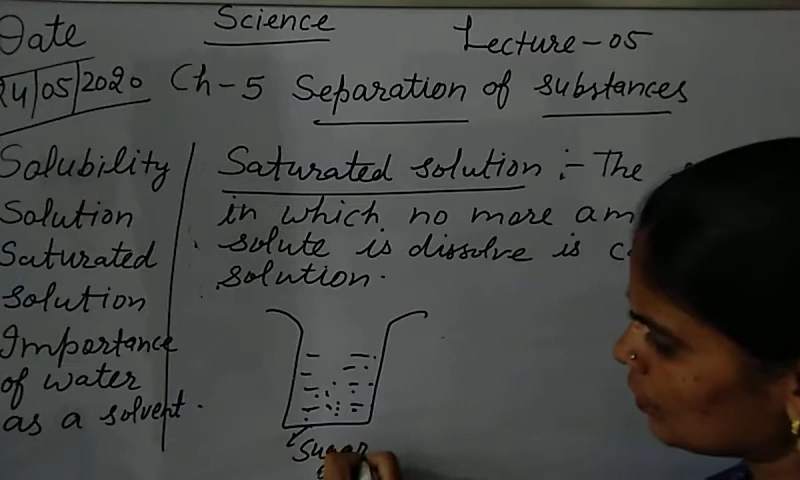 Date Science Lecture-05
24/05/2020 Ch-5 Separation of substances
Solubility
Solution
Saturated
solution
Importance
of water
as a solvent.
Saturated solution :- The
in which no more am
solute is dissolve is c
solution.
Sugar